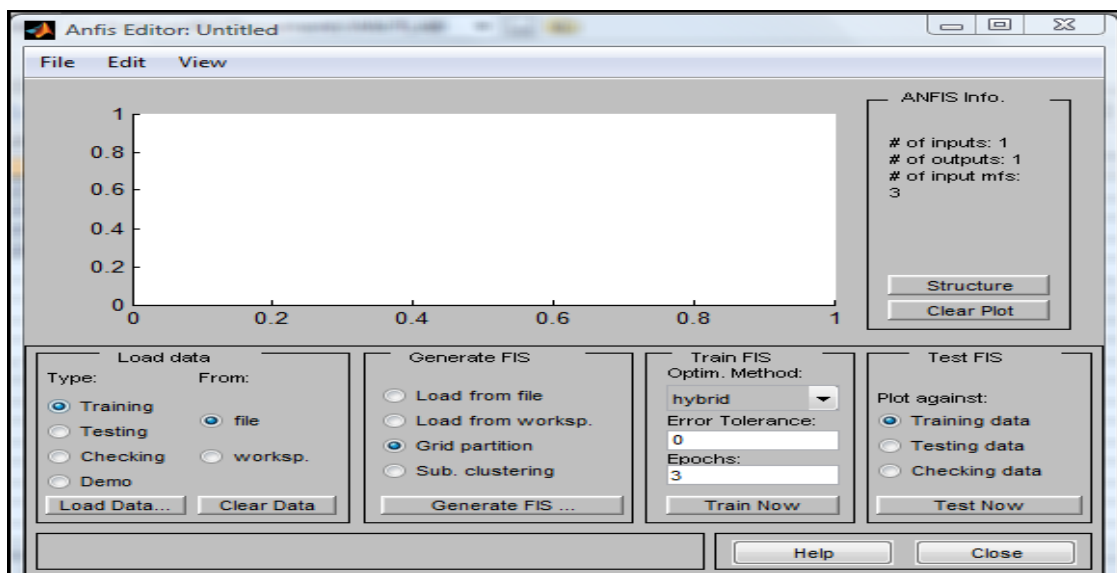 Anfis Editor: Untitled
File Edit View
ANFIS Info.
# of inputs: 1
# of outputs: 1
# of input mfs:
3
Structure
Clear Plot
1
0.8
0.6
0.4
0.2
0
0 0.2 0.4 0.6 0.8 1
Load data
Type: From:
Training
Testing
Checking
Demo
file
worksp.
Load Data... Clear Data
Generate FIS
Load from file
Load from worksp.
Grid partition
Sub. clustering
Generate FIS ...
Train FIS
Optim. Method:
hybrid
Error Tolerance:
0
Epochs:
3
Train Now
Test FIS
Plot against:
Training data
Testing data
Checking data
Test Now
Help Close